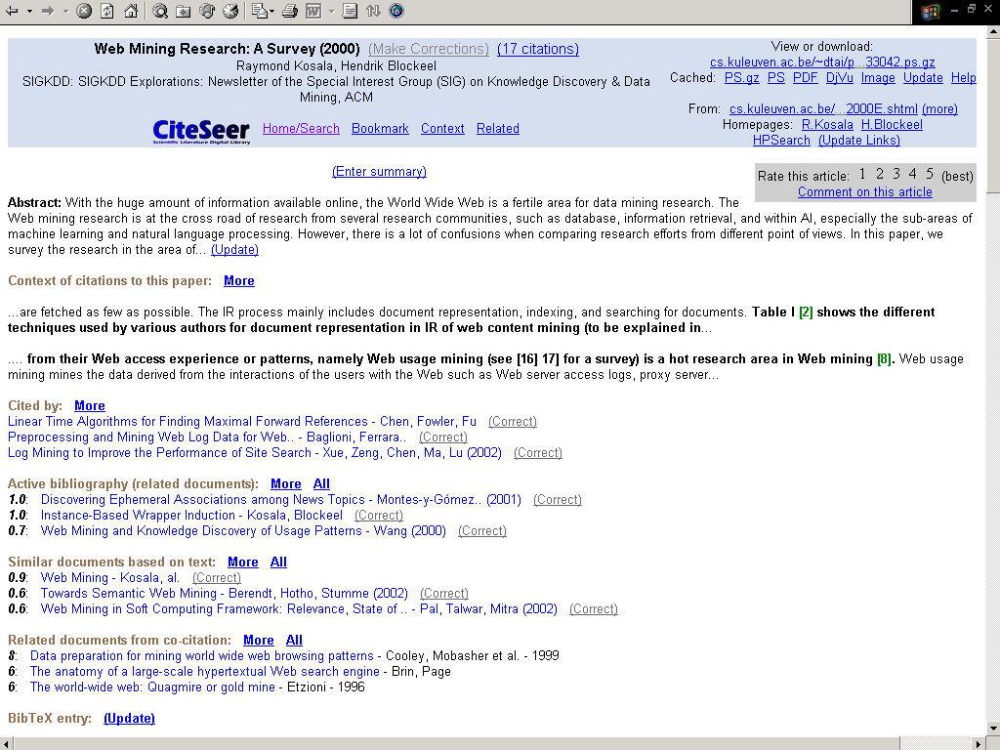 Web Mining Research: A Survey (2000) (Make Corrections) (17 citations)
Raymond Kosala, Hendrik Blockeel
SIGKDD: SIGKDD Explorations: Newsletter of the Special Interest Group (SIG) on Knowledge Discovery & Data
Mining, ACM
CiteSeer Home/Search Bookmark Context Related
Scientific Literature Digital Library
View or download:
cs.kuleuven.ac.be/~dtai/p...33042.ps.gz
Cached: PS.gz PS PDF DjVu Image Update Help
From: cs.kuleuven.ac.be/...2000E.shtml (more)
Homepages: R.Kosala H.Blockeel
HPSearch (Update Links)
(Enter summary)
Rate this article: 1 2 3 4 5 (best)
Comment on this article
Abstract: With the huge amount of information available online, the World Wide Web is a fertile area for data mining research. The
Web mining research is at the cross road of research from several research communities, such as database, information retrieval, and within AI, especially the sub-areas of
machine learning and natural language processing. However, there is a lot of confusions when comparing research efforts from different point of views. In this paper, we
survey the research in the area of... (Update)
Context of citations to this paper: More
...are fetched as few as possible. The IR process mainly includes document representation, indexing, and searching for documents. Table I [2] shows the different
techniques used by various authors for document representation in IR of web content mining (to be explained in...
.... from their Web access experience or patterns, namely Web usage mining (see [16] 17] for a survey) is a hot research area in Web mining [8]. Web usage
mining mines the data derived from the interactions of the users with the Web such as Web server access logs, proxy server...
Cited by: More
Linear Time Algorithms for Finding Maximal Forward References - Chen, Fowler, Fu (Correct)
Preprocessing and Mining Web Log Data for Web.. - Baglioni, Ferrara.. (Correct)
Log Mining to Improve the Performance of Site Search - Xue, Zeng, Chen, Ma, Lu (2002) (Correct)
Active bibliography (related documents): More All
1.0: Discovering Ephemeral Associations among News Topics - Montes-y-Gómez.. (2001) (Correct)
1.0: Instance-Based Wrapper Induction - Kosala, Blockeel (Correct)
0.7: Web Mining and Knowledge Discovery of Usage Patterns - Wang (2000) (Correct)
Similar documents based on text: More All
0.9: Web Mining - Kosala, al. (Correct)
0.6: Towards Semantic Web Mining - Berendt, Hotho, Stumme (2002) (Correct)
0.6: Web Mining in Soft Computing Framework: Relevance, State of .. - Pal, Talwar, Mitra (2002) (Correct)
Related documents from co-citation: More All
8: Data preparation for mining world wide web browsing patterns - Cooley, Mobasher et al. - 1999
6: The anatomy of a large-scale hypertextual Web search engine - Brin, Page
6: The world-wide web: Quagmire or gold mine - Etzioni - 1996
BibTeX entry: (Update)